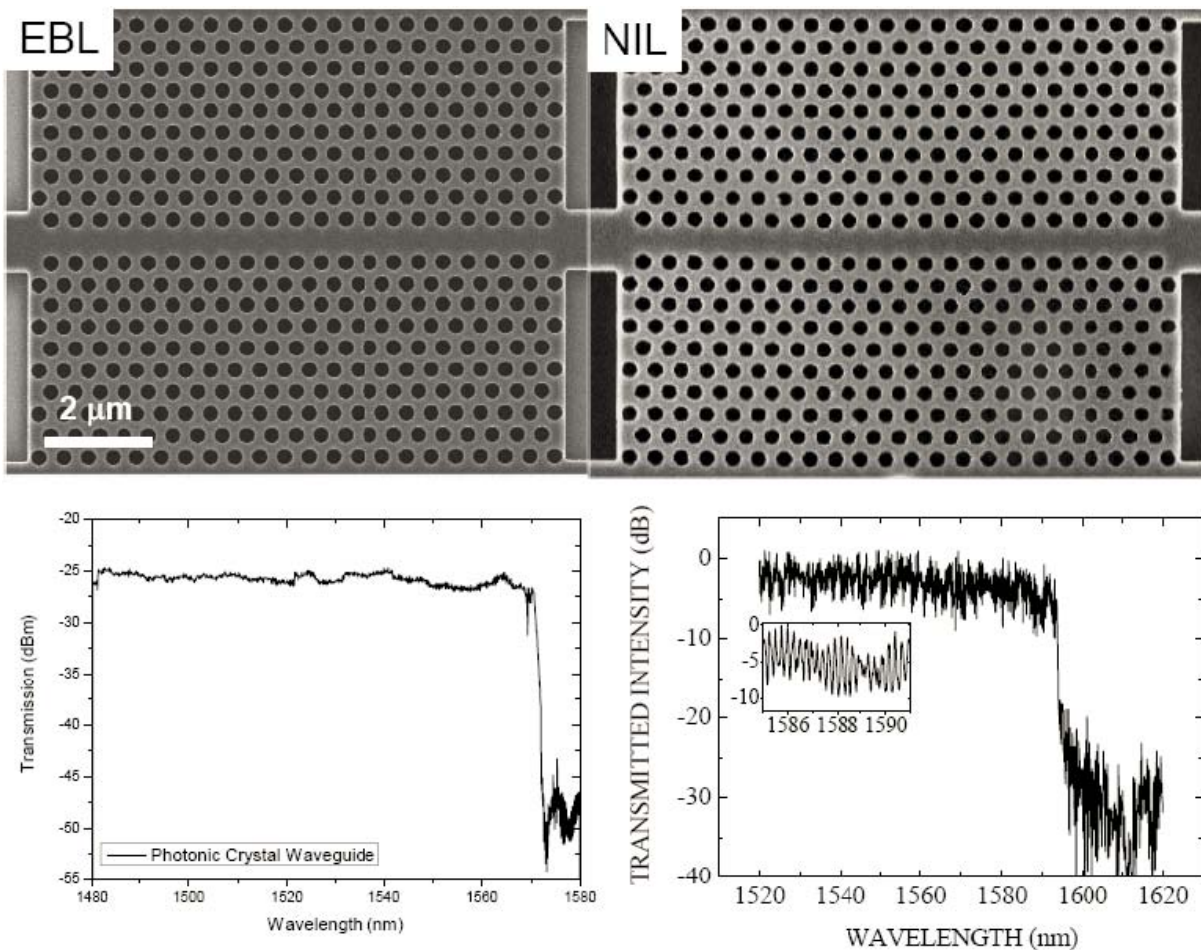 EBL
NIL
2 μm
-20
-25
-30
-35
-40
-45
-50
-55
Transmission (dBm)
Photonic Crystal Waveguide
1480
1500
1520
1540
1560
1580
Wavelength (nm)
TRANSMITTED INTENSITY (dB)
0
-10
-20
-30
-40
0
-5
-10
1586 1588 1590
1520 1540 1560 1580 1600 1620
WAVELENGTH (nm)